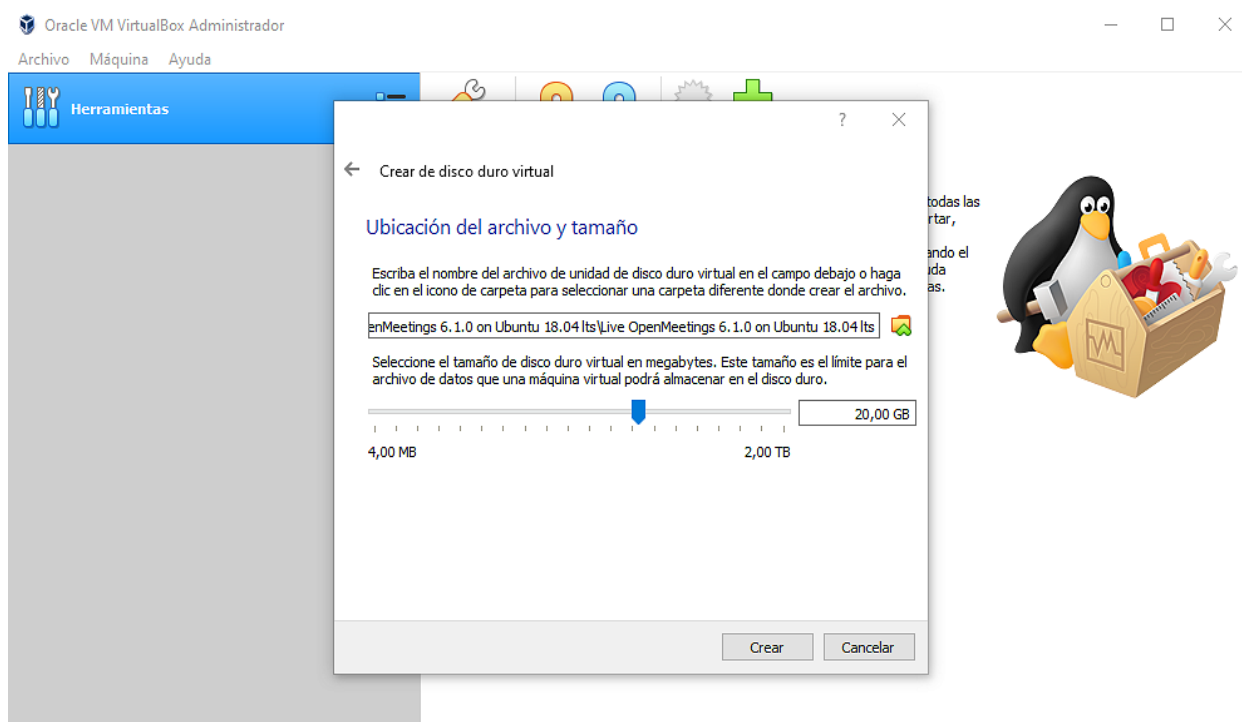 Oracle VM VirtualBox Administrador
Archivo Máquina Ayuda
Herramientas
?
Crear de disco duro virtual
Ubicación del archivo y tamaño
Escriba el nombre del archivo de unidad de disco duro virtual en el campo debajo o haga
clic en el icono de carpeta para seleccionar una carpeta diferente donde crear el archivo.
enMeetings 6.1.0 on Ubuntu 18.04 lts\Live OpenMeetings 6.1.0 on Ubuntu 18.04 lts
Seleccione el tamaño de disco duro virtual en megabytes. Este tamaño es el límite para el
archivo de datos que una máquina virtual podrá almacenar en el disco duro.
20,00 GB
4,00 MB 2,00 TB
Crear Cancelar
todas las
rtar,
ando el
uda
as.